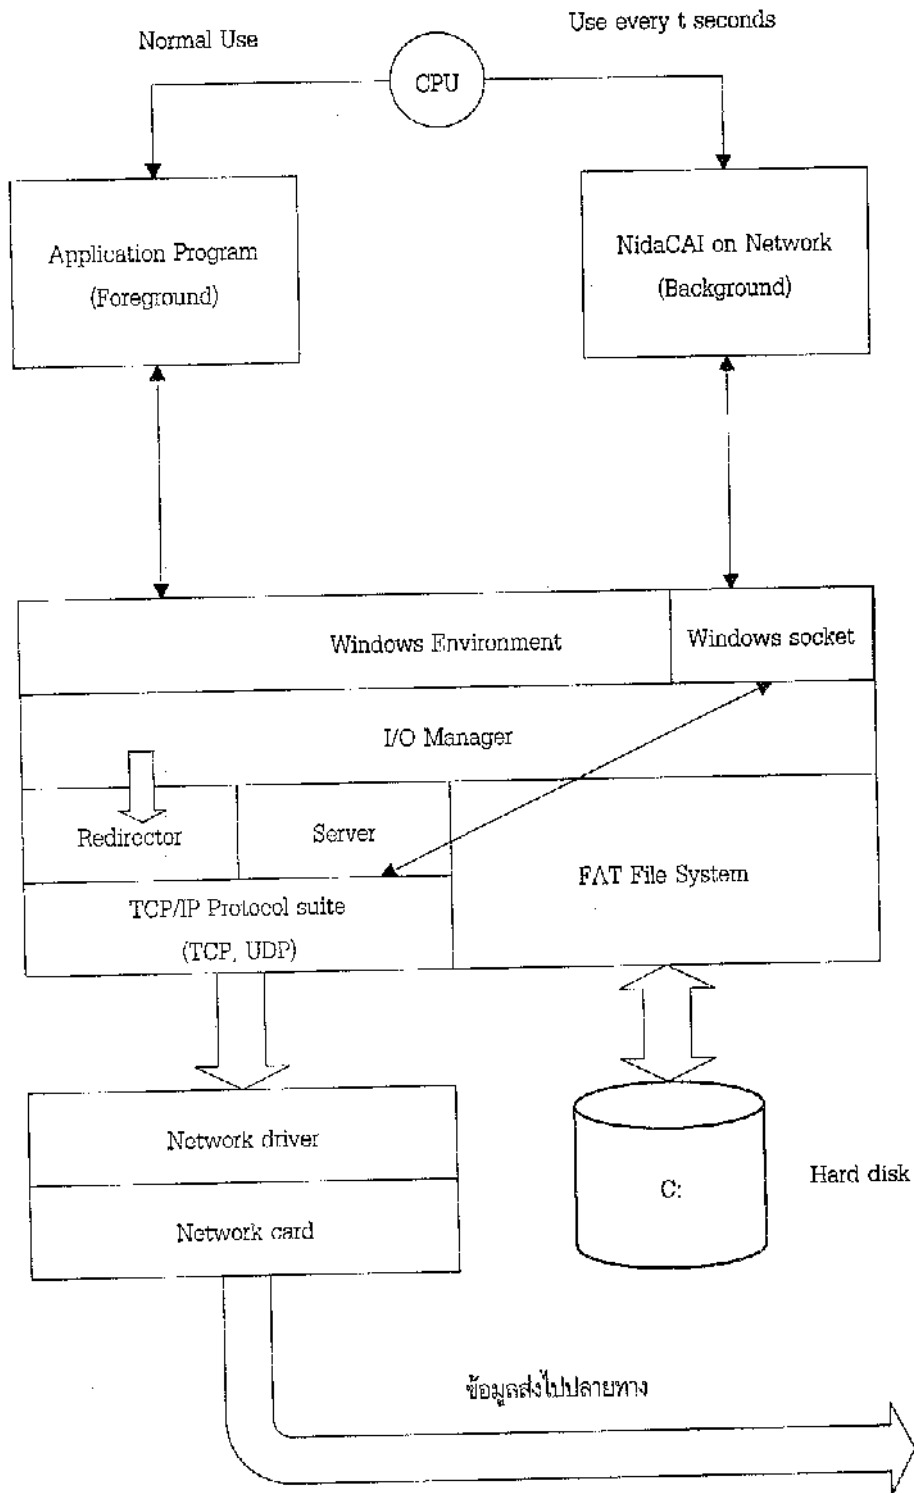 Normal Use
Use every t seconds
CPU
Application Program
(Foreground)
NidaCAI on Network
(Background)
Windows Environment
Windows socket
I/O Manager
Redirector
Server
FAT File System
TCP/IP Protocol suite
(TCP, UDP)
Network driver
Network card
C:
Hard disk
ข้อมูลส่งไปปลายทาง